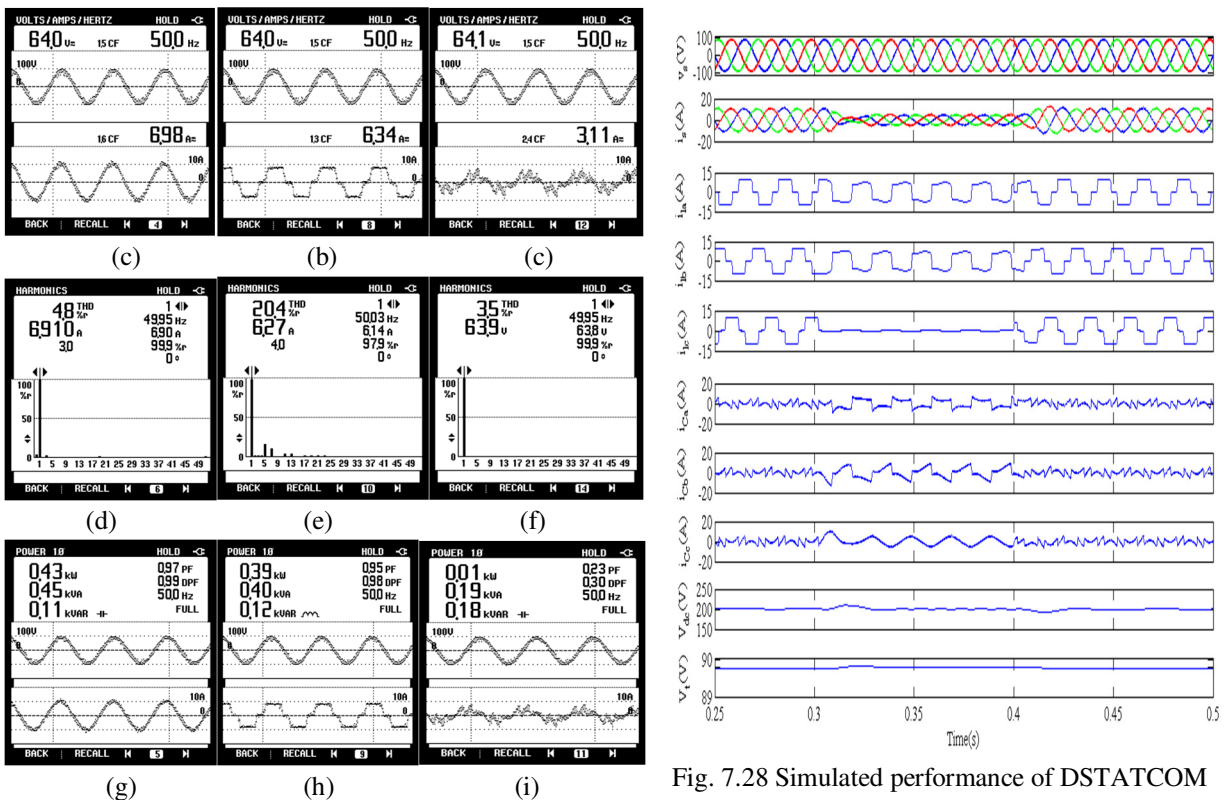 VOLTS/AMPS/HERTZ HOLD
64.0 V≂ 1.5 CF 50.0 Hz
100V
0
1.6 CF 6.98 A≂
10A
0
BACK RECALL 4
(c)
VOLTS/AMPS/HERTZ HOLD
64.0 V≂ 1.5 CF 50.0 Hz
100V
0
1.3 CF 6.34 A≂
10A
0
BACK RECALL 8
(b)
VOLTS/AMPS/HERTZ HOLD
64.1 V≂ 1.5 CF 50.0 Hz
100V
0
2.4 CF 3.11 A≂
10A
0
BACK RECALL 12
(c)
HARMONICS HOLD
4.8 THD %r 1
6.910 A 49.95 Hz
6.90 A
3.0 99.9 %r
0 °
100
%r
50
0
1 5 9 13 17 21 25 29 33 37 41 45 49
BACK RECALL 6
(d)
HARMONICS HOLD
20.4 THD %r 1
6.27 A 50.03 Hz
6.14 A
4.0 97.9 %r
0 °
100
%r
50
0
1 5 9 13 17 21 25 29 33 37 41 45 49
BACK RECALL 10
(e)
HARMONICS HOLD
3.5 THD %r 1
63.9 V 49.95 Hz
63.8 V
99.9 %r
0 °
100
%r
50
0
1 5 9 13 17 21 25 29 33 37 41 45 49
BACK RECALL 14
(f)
POWER 1Ø HOLD
0.43 kW 0.97 PF
0.45 kVA 0.99 DPF
50.0 Hz
0.11 kVAR FULL
100V
0
10A
0
BACK RECALL 5
(g)
POWER 1Ø HOLD
0.39 kW 0.95 PF
0.40 kVA 0.98 DPF
50.0 Hz
0.12 kVAR FULL
100V
0
10A
0
BACK RECALL 9
(h)
POWER 1Ø HOLD
0.01 kW 0.23 PF
0.19 kVA 0.30 DPF
50.0 Hz
0.18 kVAR FULL
100V
0
10A
0
BACK RECALL 11
(i)
vs(V)
100
0
-100
is(A)
20
0
-20
ila(A)
15
0
-15
ilb(A)
15
0
-15
ilc(A)
15
0
-15
iCa(A)
20
0
-20
iCb(A)
20
0
-20
iCc(A)
20
0
-20
Vdc(V)
250
200
150
Vt(V)
90
89
0.25 0.3 0.35 0.4 0.45 0.5
Time(s)
Fig. 7.28 Simulated performance of DSTATCOM